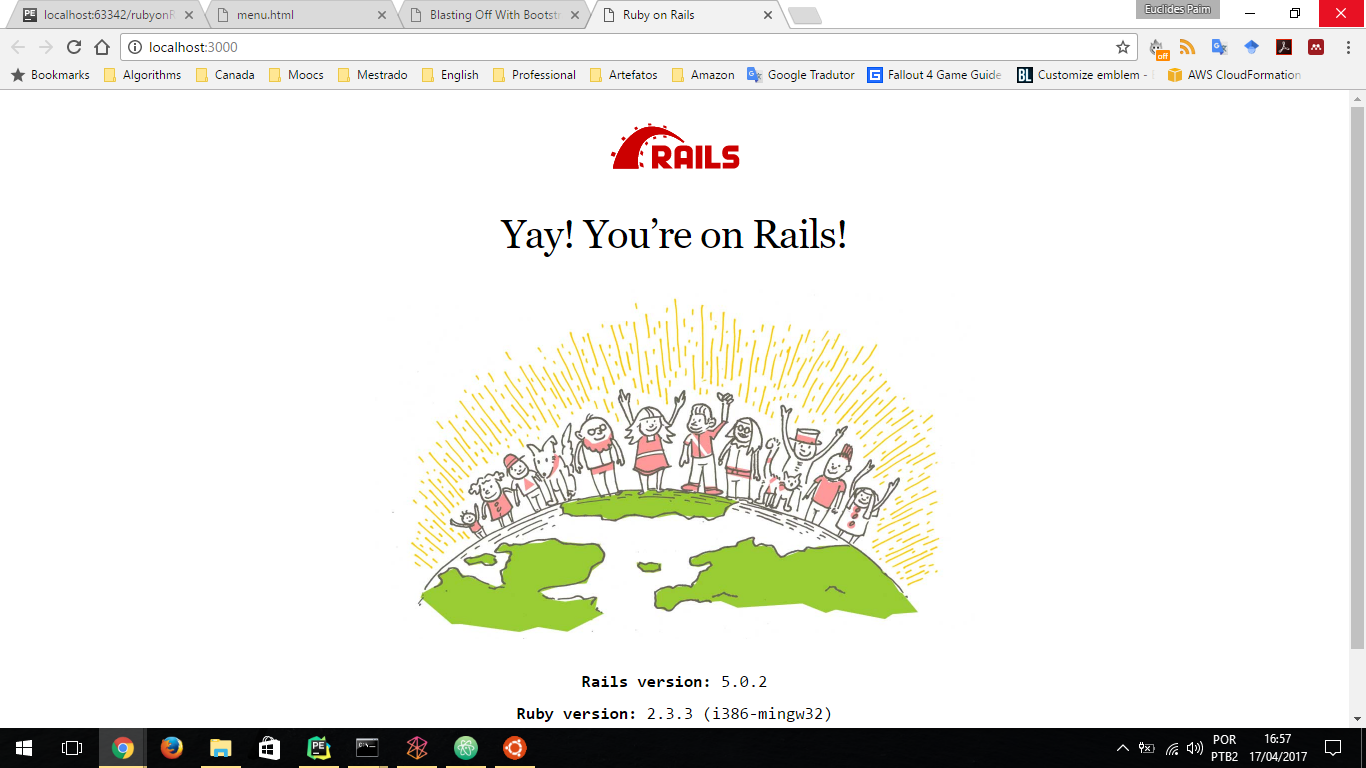 localhost:63342/rubyonR
menu.html
Blasting Off With Bootst
Ruby on Rails
Euclides Paim
localhost:3000
off
Bookmarks
Algorithms
Canada
Moocs
Mestrado
English
Professional
Artefatos
Amazon
Google Tradutor
Fallout 4 Game Guide
BL
Customize emblem -
AWS CloudFormation
RAILS
Yay! You’re on Rails!
Rails version: 5.0.2
Ruby version: 2.3.3 (i386-mingw32)
POR
PTB2
16:57
17/04/2017